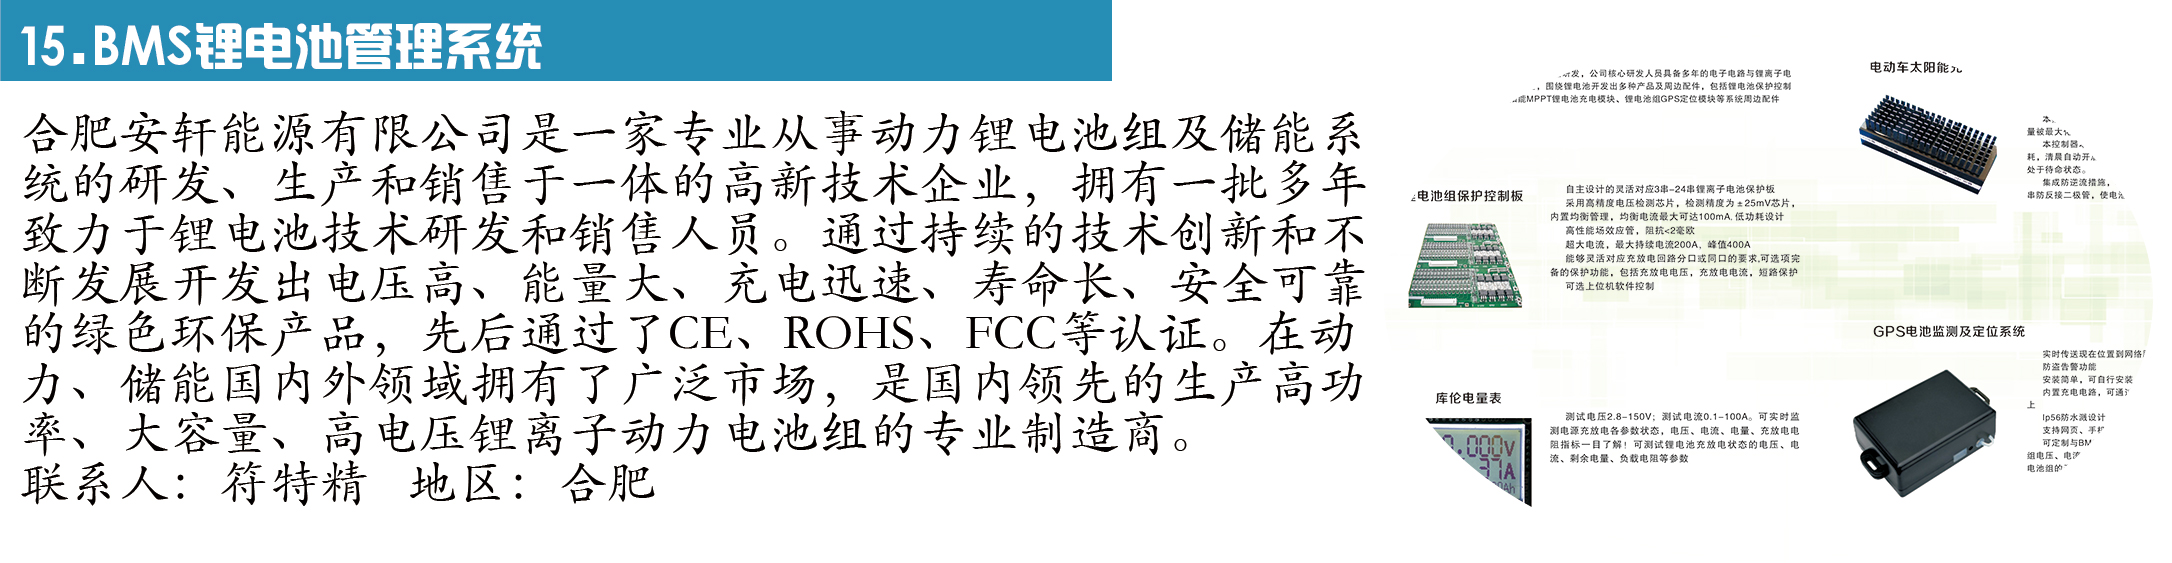 15.BMS锂电池管理系统
合肥安轩能源有限公司是一家专业从事动力锂电池组及储能系
统的研发、生产和销售于一体的高新技术企业，拥有一批多年
致力于锂电池技术研发和销售人员。通过持续的技术创新和不
断发展开发出电压高、能量大、充电迅速、寿命长、安全可靠
的绿色环保产品，先后通过了CE、ROHS、FCC等认证。在动
力、储能国内外领域拥有了广泛市场，是国内领先的生产高功
率、大容量、高电压锂离子动力电池组的专业制造商。
联系人：符特精 地区：合肥
研发，公司核心研发人员具备多年的电子电路与锂离子电
，围绕锂电池开发出多种产品及周边配件，包括锂电池保护控制
能MPPT锂电池充电模块、锂电池组GPS定位模块等系统周边配件
电池组保护控制板
自主设计的灵活对应3串-24串锂离子电池保护板
采用高精度电压检测芯片，检测精度为±25mV芯片，
内置均衡管理，均衡电流最大可达100mA.低功耗设计
高性能场效应管，阻抗<2毫欧
超大电流，最大持续电流200A，峰值400A
能够灵活对应充放电回路分口或同口的要求,可选项完
备的保护功能，包括充放电电压，充放电电流，短路保护
可选上位机软件控制
库伦电量表
测试电压2.8-150V；测试电流0.1-100A。可实时监
测电源充放电各参数状态，电压、电流、电量、充放电电
阻指标一目了解！可测试锂电池充放电状态的电压、电
流、剩余电量、负载电阻等参数
.000V
31A
0Ah
电动车太阳能充
本
量被最大
本控制器
耗，清晨自动开
处于待命状态。
集成防逆流措施，
串防反接二极管，使电
GPS电池监测及定位系统
实时传送现在位置到网络
防盗告警功能
安装简单，可自行安装
内置充电电路，可通
上
Ip56防水溅设计
支持网页、手
可定制与BM
组电压、电
电池组的